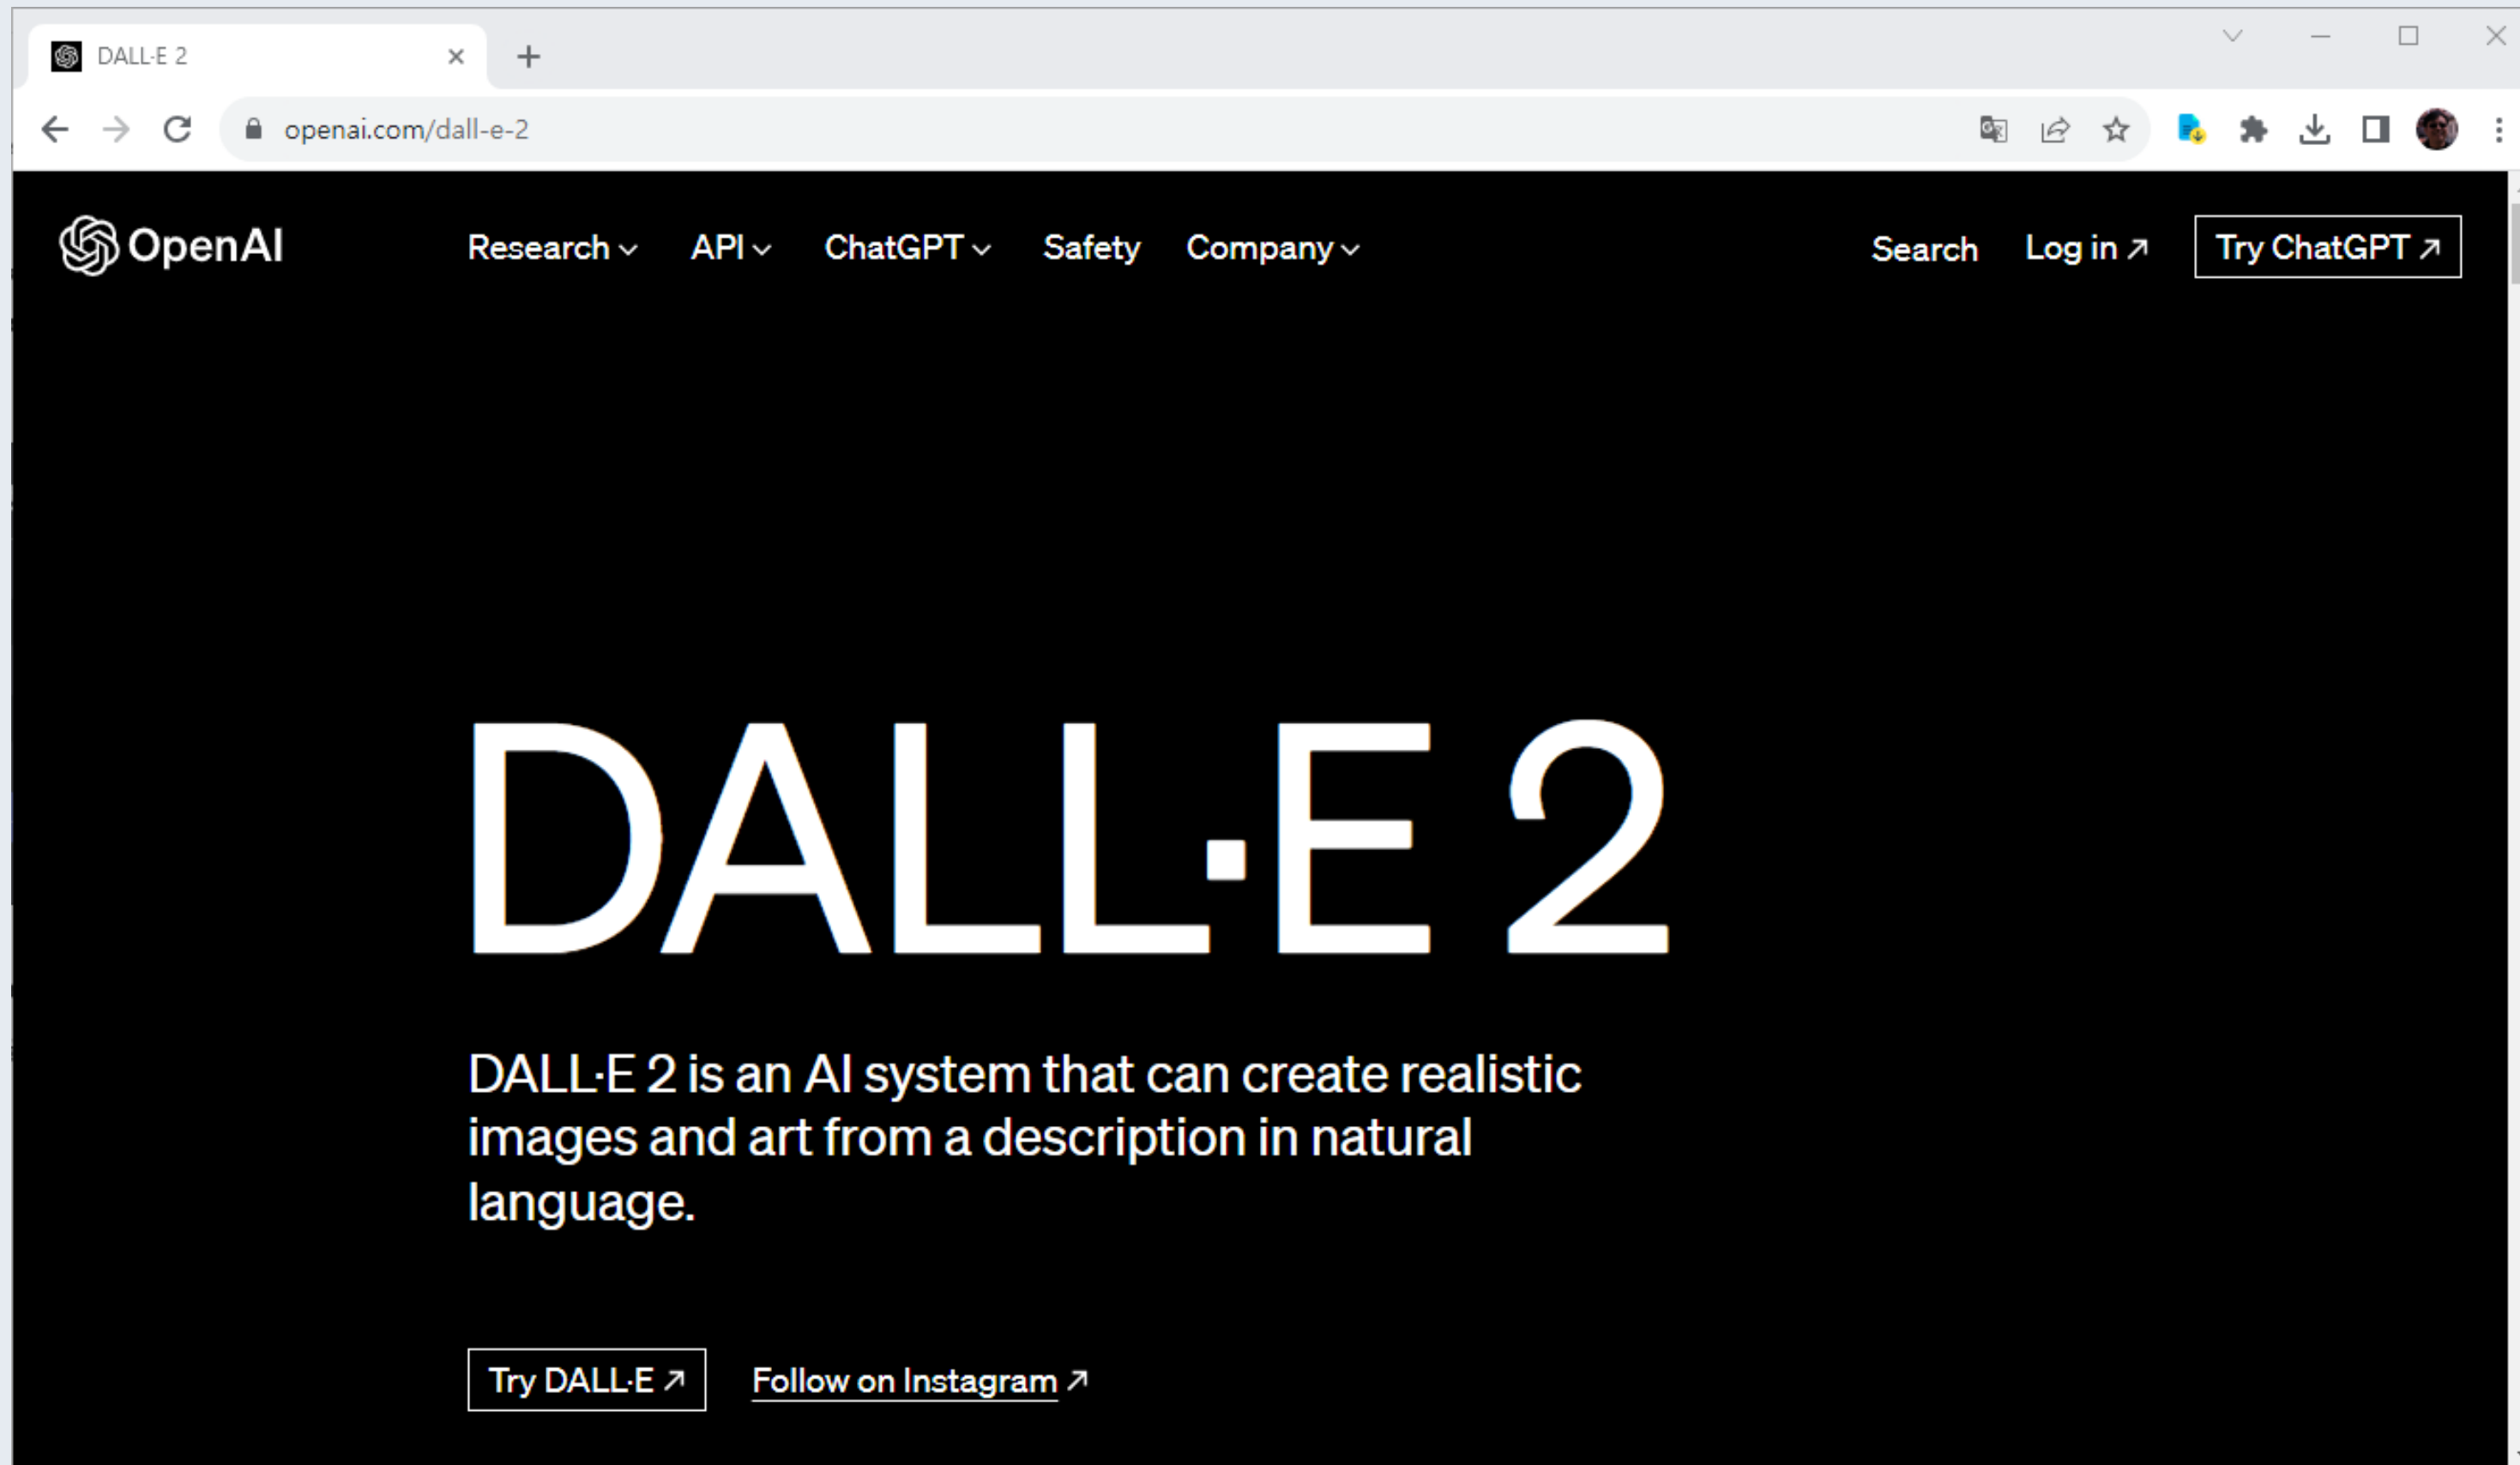 DALL·E 2
openai.com/dall-e-2
OpenAI
Research
API
ChatGPT
Safety
Company
Search
Log in ↗
Try ChatGPT ↗
DALL·E 2
DALL·E 2 is an AI system that can create realistic
images and art from a description in natural
language.
Try DALL·E ↗
Follow on Instagram ↗